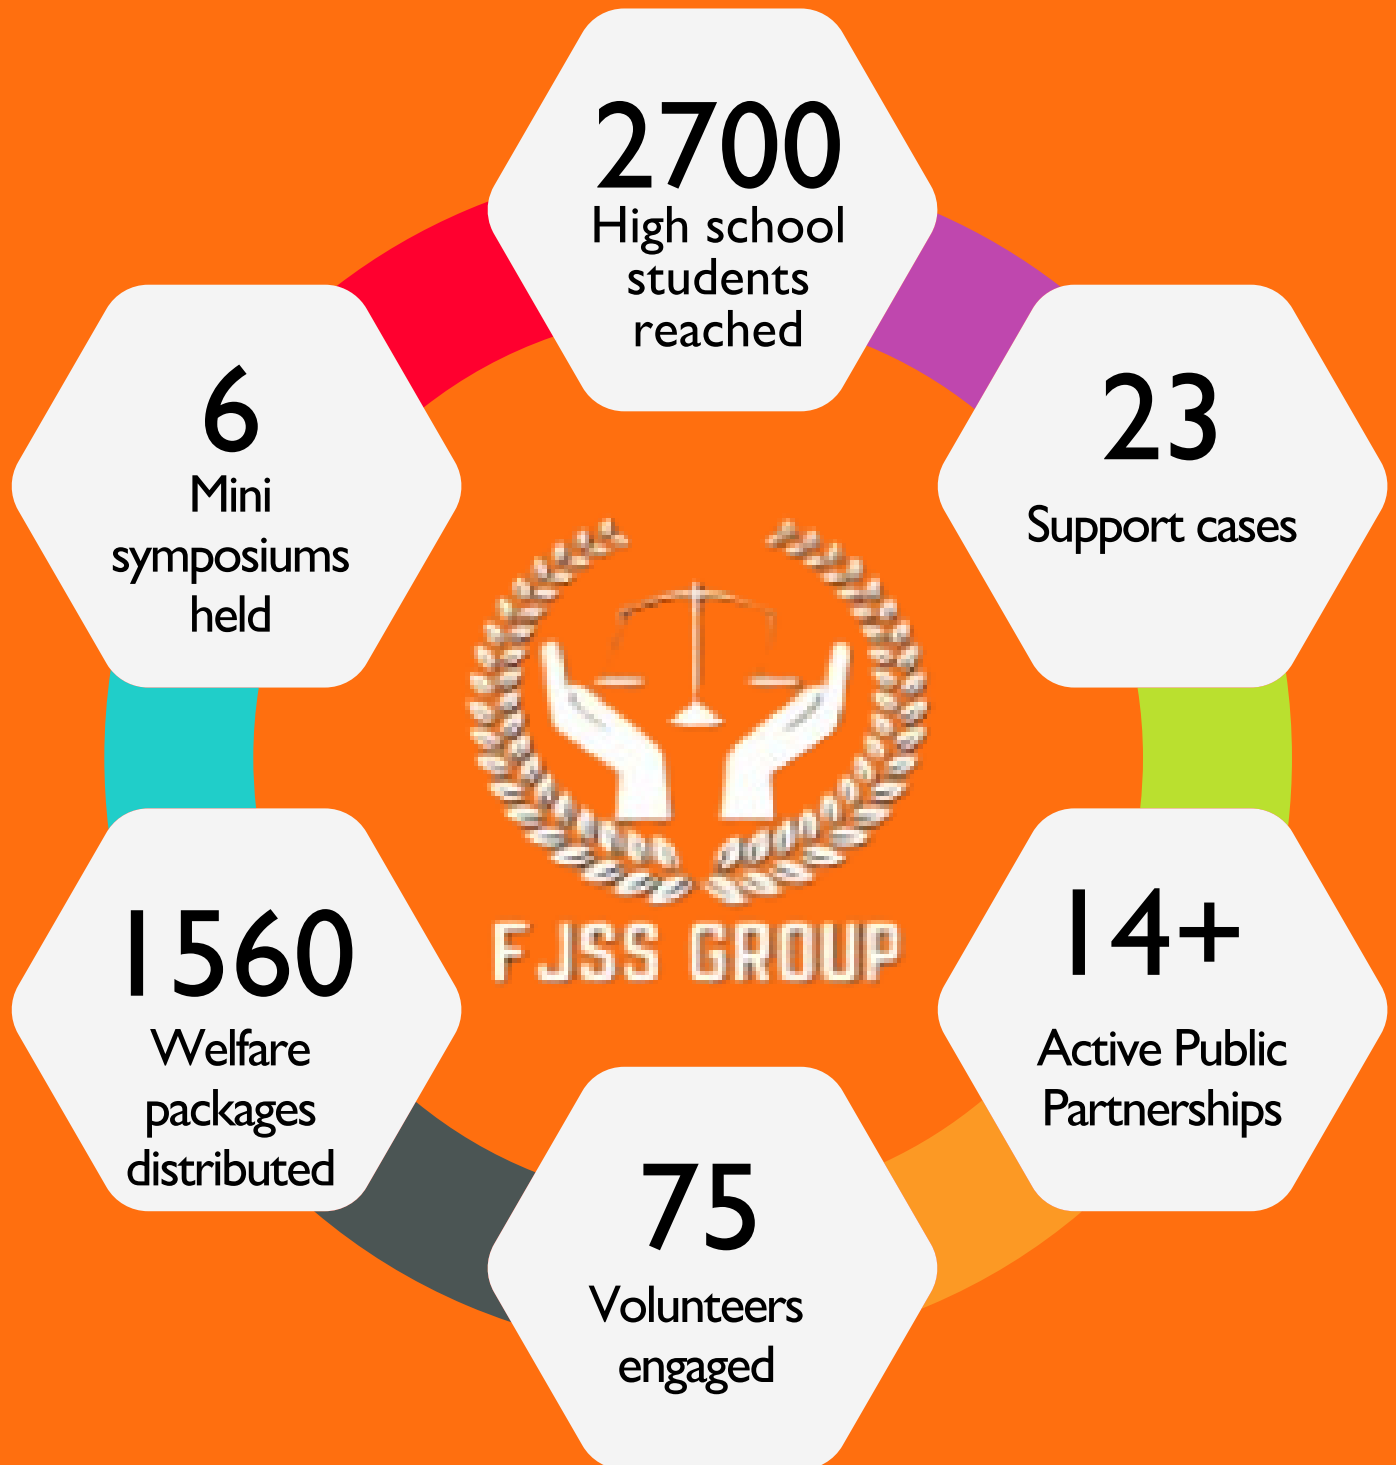 2700
High school
students
reached
23
Support cases
14+
Active Public
Partnerships
75
Volunteers
engaged
1560
Welfare
packages
distributed
6
Mini
symposiums
held
FJSS GROUP